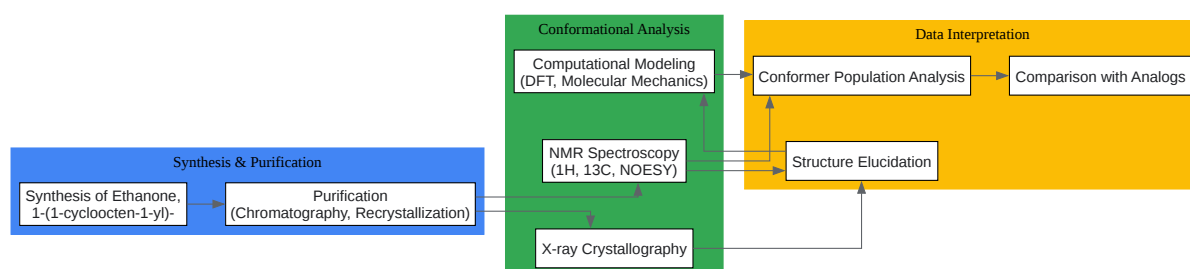 Conformational Analysis
Data Interpretation
Computational Modeling
(DFT, Molecular Mechanics)
Conformer Population Analysis
Comparison with Analogs
Synthesis & Purification
NMR Spectroscopy
(1H, 13C, NOESY)
Structure Elucidation
Synthesis of Ethanone,
1-(1-cycloocten-1-yl)-
Purification
(Chromatography, Recrystallization)
X-ray Crystallography